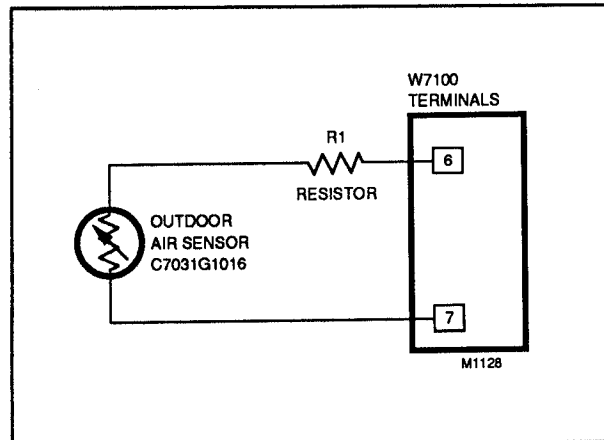 W7100
TERMINALS
R1
RESISTOR
6
OUTDOOR
AIR SENSOR
C7031G1016
7
M1128